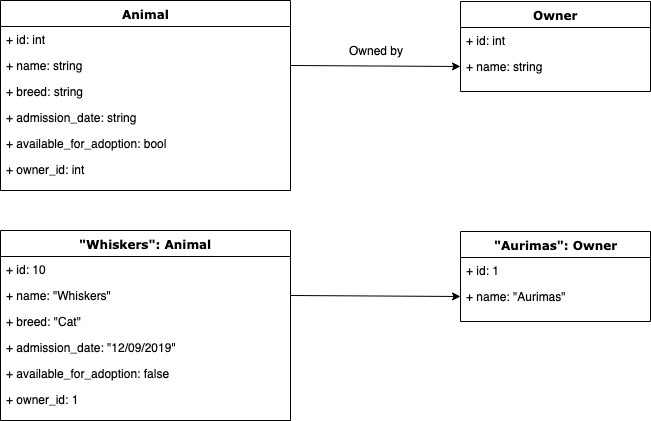 Animal
+ id: int
+ name: string
+ breed: string
+ admission_date: string
+ available_for_adoption: bool
+ owner_id: int
Owned by
Owner
+ id: int
+ name: string
"Whiskers": Animal
+ id: 10
+ name: "Whiskers"
+ breed: "Cat"
+ admission_date: "12/09/2019"
+ available_for_adoption: false
+ owner_id: 1
"Aurimas": Owner
+ id: 1
+ name: "Aurimas"